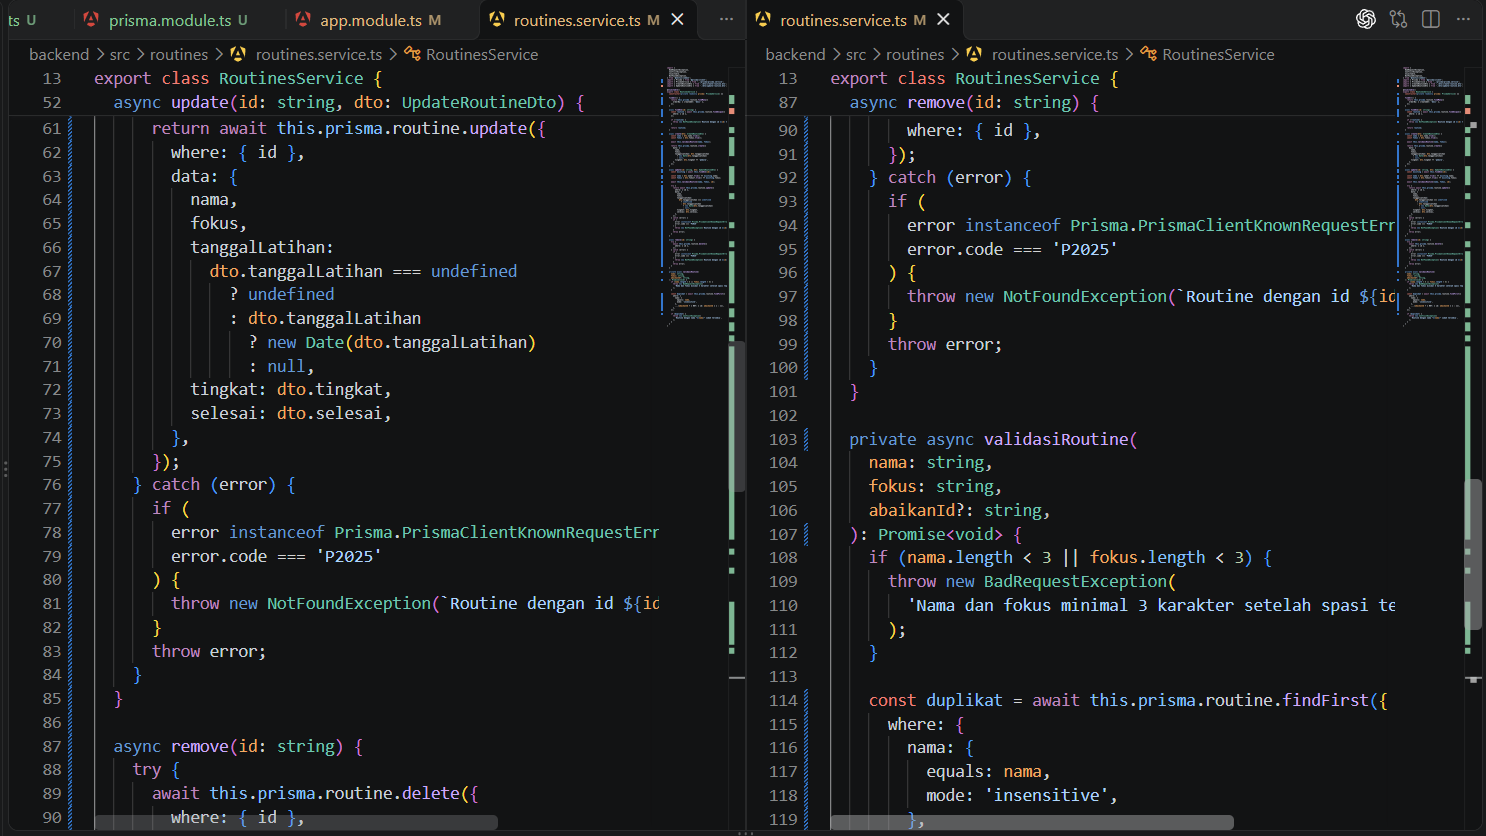 ts U
prisma.module.ts U
app.module.ts M
routines.service.ts M
backend > src > routines > routines.service.ts > RoutinesService
13 export class RoutinesService {
52 async update(id: string, dto: UpdateRoutineDto) {
61 return await this.prisma.routine.update({
62 where: { id },
63 data: {
64 nama,
65 fokus,
66 tanggalLatihan:
67 dto.tanggalLatihan === undefined
68 ? undefined
69 : dto.tanggalLatihan
70 ? new Date(dto.tanggalLatihan)
71 : null,
72 tingkat: dto.tingkat,
73 selesai: dto.selesai,
74 },
75 });
76 } catch (error) {
77 if (
78 error instanceof Prisma.PrismaClientKnownRequestErr
79 error.code === 'P2025'
80 ) {
81 throw new NotFoundException(`Routine dengan id ${id
82 }
83 throw error;
84 }
85 }
86
87 async remove(id: string) {
88 try {
89 await this.prisma.routine.delete({
90 where: { id },
routines.service.ts M
backend > src > routines > routines.service.ts > RoutinesService
13 export class RoutinesService {
87 async remove(id: string) {
90 where: { id },
91 });
92 } catch (error) {
93 if (
94 error instanceof Prisma.PrismaClientKnownRequestErr
95 error.code === 'P2025'
96 ) {
97 throw new NotFoundException(`Routine dengan id ${id
98 }
99 throw error;
100 }
101 }
102
103 private async validasiRoutine(
104 nama: string,
105 fokus: string,
106 abaikanId?: string,
107 ): Promise<void> {
108 if (nama.length < 3 || fokus.length < 3) {
109 throw new BadRequestException(
110 'Nama dan fokus minimal 3 karakter setelah spasi te
111 );
112 }
113
114 const duplikat = await this.prisma.routine.findFirst({
115 where: {
116 nama: {
117 equals: nama,
118 mode: 'insensitive',
119 },